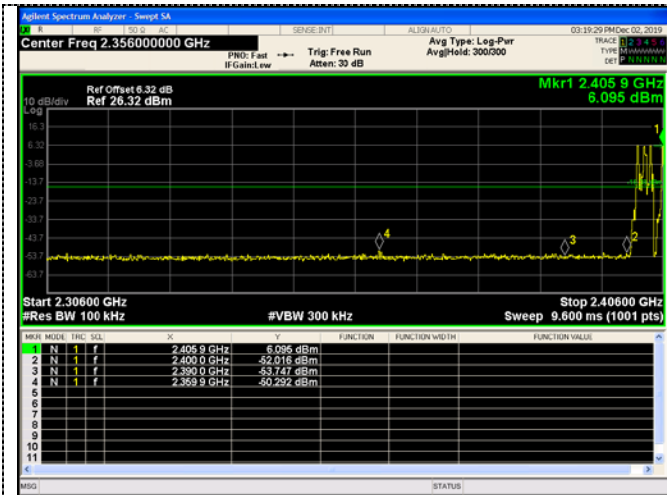 Agilent Spectrum Analyzer - Swept SA
R RF 50 Ω AC SENSE:INT ALIGN AUTO 03:19:29 PM Dec 02, 2019
Center Freq 2.356000000 GHz
PNO: Fast
IFGain:Low
Trig: Free Run
Atten: 30 dB
Avg Type: Log-Pwr
Avg|Hold: 300/300
TRACE 1 2 3 4 5 6
TYPE MWWWWW
DET P NNNNN
Mkr1 2.405 9 GHz
6.095 dBm
Ref Offset 6.32 dB
10 dB/div Ref 26.32 dBm
Log
16.3
6.32
-3.68
-13.7
-23.7
-33.7
-43.7
-53.7
-63.7
1
4
3
2
Start 2.30600 GHz Stop 2.40600 GHz
#Res BW 100 kHz #VBW 300 kHz Sweep 9.600 ms (1001 pts)
MKR MODE TRC SCL X Y FUNCTION FUNCTION WIDTH FUNCTION VALUE
1 N 1 f 2.405 9 GHz 6.095 dBm
2 N 1 f 2.400 0 GHz -52.016 dBm
3 N 1 f 2.390 0 GHz -53.747 dBm
4 N 1 f 2.359 9 GHz -50.292 dBm
5
6
7
8
9
10
11
MSG STATUS